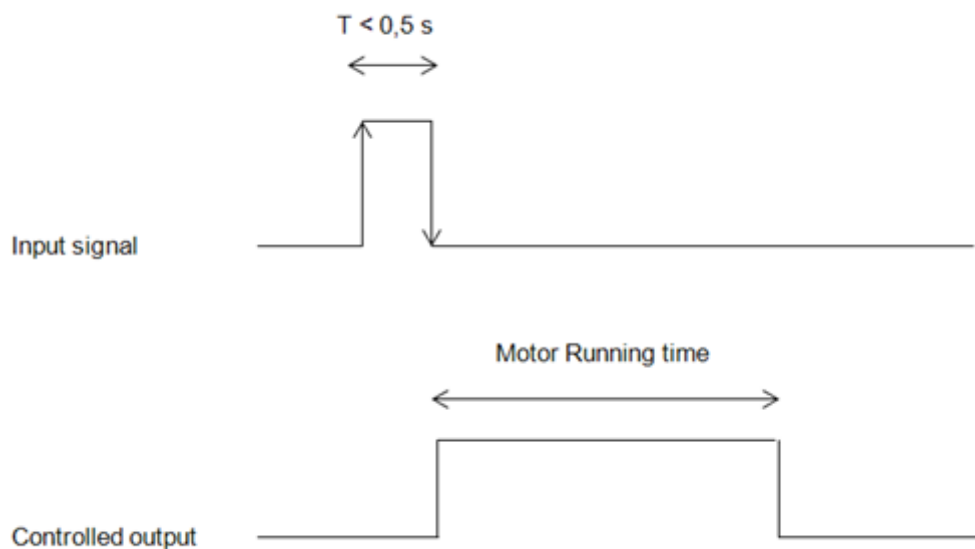 T < 0,5 s
Input signal
Motor Running time
Controlled output